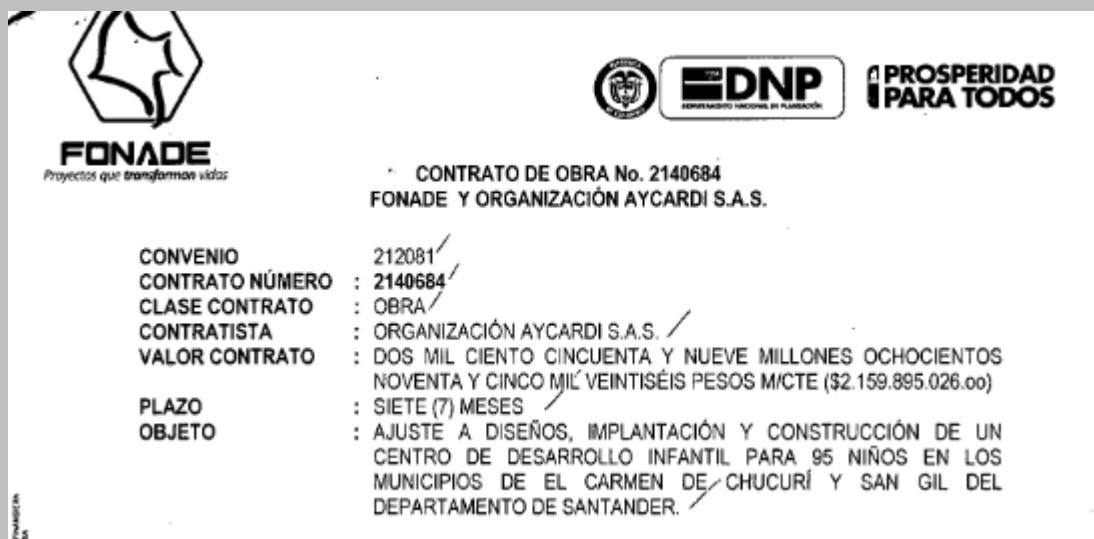 FONADE
Proyectos que transforman vidas
DNP
DEPARTAMENTO NACIONAL DE PLANEACIÓN
PROSPERIDAD
PARA TODOS
CONTRATO DE OBRA No. 2140684
FONADE Y ORGANIZACIÓN AYCARDI S.A.S.
CONVENIO 212081
CONTRATO NÚMERO : 2140684
CLASE CONTRATO : OBRA
CONTRATISTA : ORGANIZACIÓN AYCARDI S.A.S.
VALOR CONTRATO : DOS MIL CIENTO CINCUENTA Y NUEVE MILLONES OCHOCIENTOS
NOVENTA Y CINCO MIL VEINTISÉIS PESOS M/CTE ($2.159.895.026.oo)
PLAZO : SIETE (7) MESES
OBJETO : AJUSTE A DISEÑOS, IMPLANTACIÓN Y CONSTRUCCIÓN DE UN
CENTRO DE DESARROLLO INFANTIL PARA 95 NIÑOS EN LOS
MUNICIPIOS DE EL CARMEN DE CHUCURÍ Y SAN GIL DEL
DEPARTAMENTO DE SANTANDER.